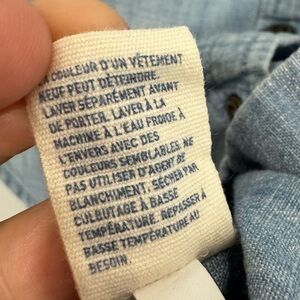 LA COULEUR D'UN VÊTEMENT
NEUF PEUT DÉTEINDRE.
LAVER SÉPARÉMENT AVANT
DE PORTER. LAVER À LA
MACHINE À L'EAU FROIDE À
L'ENVERS AVEC DES
COULEURS SEMBLABLES. NE
PAS UTILISER D'AGENT DE
BLANCHIMENT. SÉCHER PAR
CULBUTAGE À BASSE
TEMPÉRATURE. REPASSER À
BASSE TEMPÉRATURE AU
BESOIN.